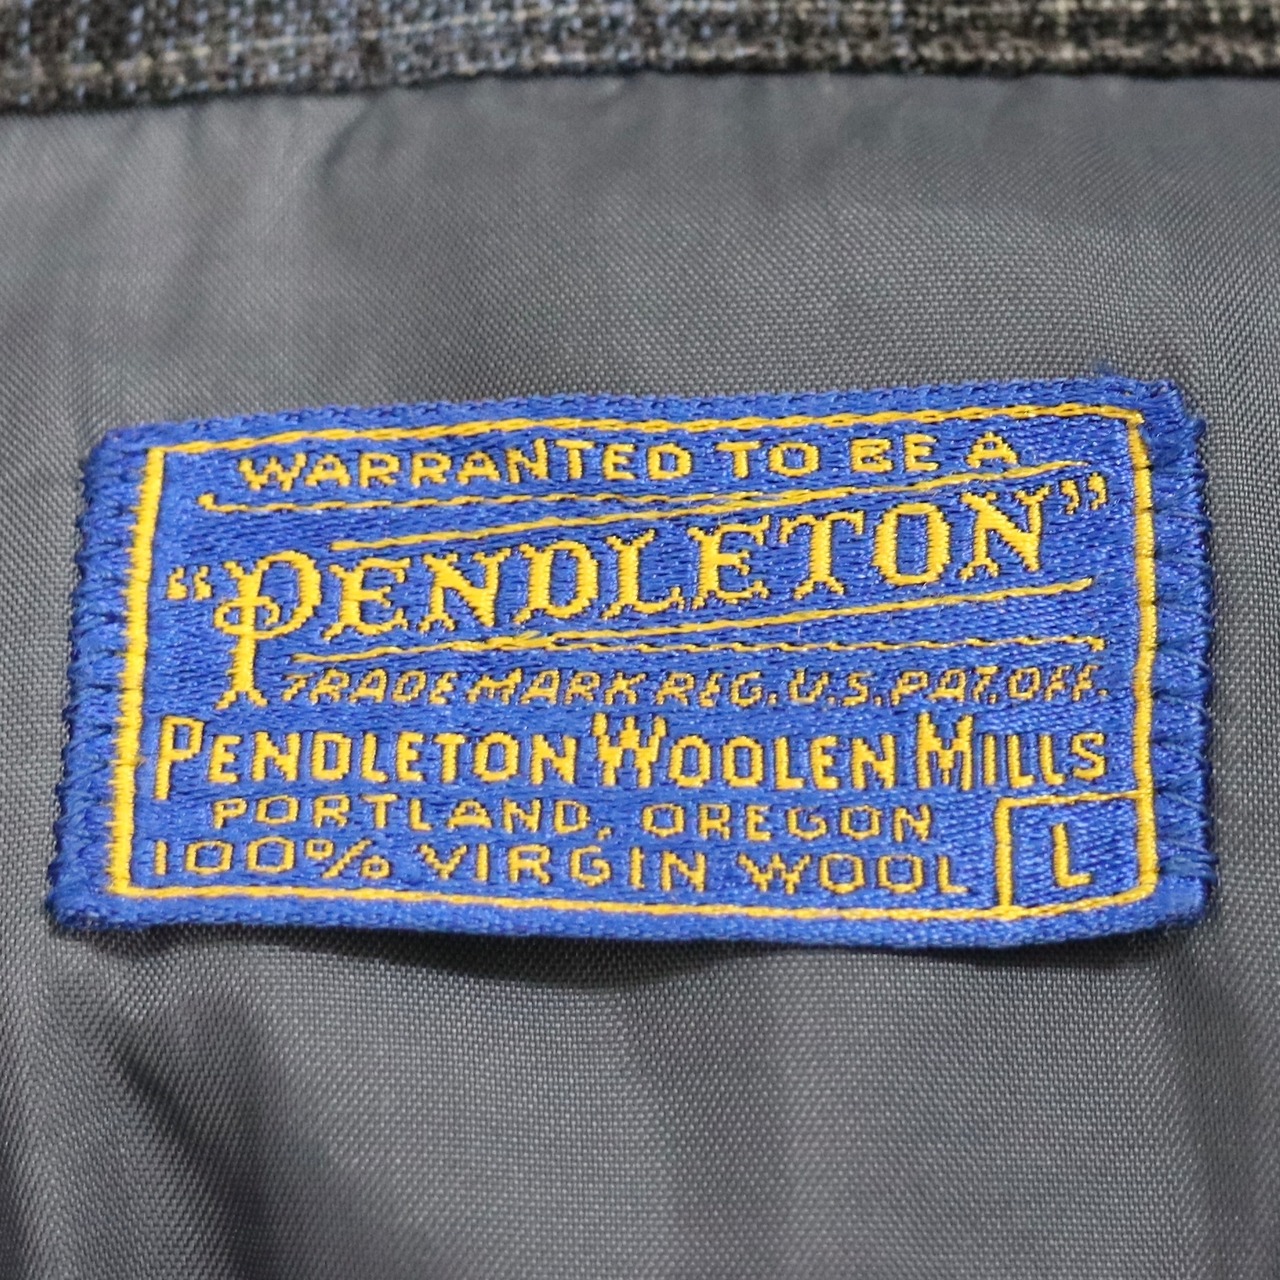 WARRANTED TO BE A
"PENDLETON"
TRADE MARK REG. U.S. PAT. OFF.
PENDLETON WOOLEN MILLS
PORTLAND, OREGON
100% VIRGIN WOOL
L